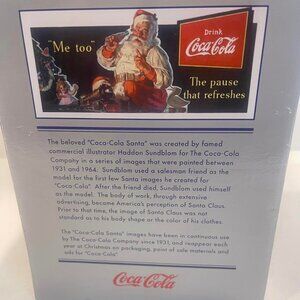 "Me too"
Drink
Coca-Cola
The pause
that refreshes
The beloved "Coca-Cola Santa" was created by famed
commercial illustrator Haddon Sundblom for The Coca-Cola
Company in a series of images that were painted between
1931 and 1964. Sundblom used a salesman friend as the
model for the first few Santa images he created for
"Coca-Cola". After the friend died, Sundblom used himself
as the model. The body of work, through extensive
advertising, became America's perception of Santa Claus.
Prior to that time, the image of Santa Claus was not
standard as to his body shape or the color of his clothes.
The "Coca-Cola Santa" images have been in continuous use
by The Coca-Cola Company since 1931, and reappear each
year at Christmas on packaging, point of sale materials and
ads for "Coca-Cola".
Coca-Cola